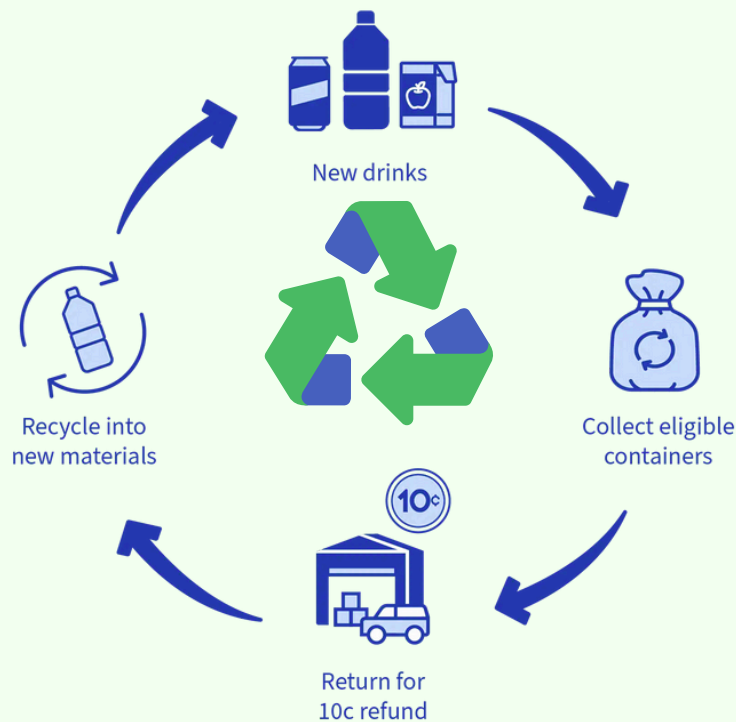 New drinks
Collect eligible
containers
10¢
Return for
10c refund
Recycle into
new materials